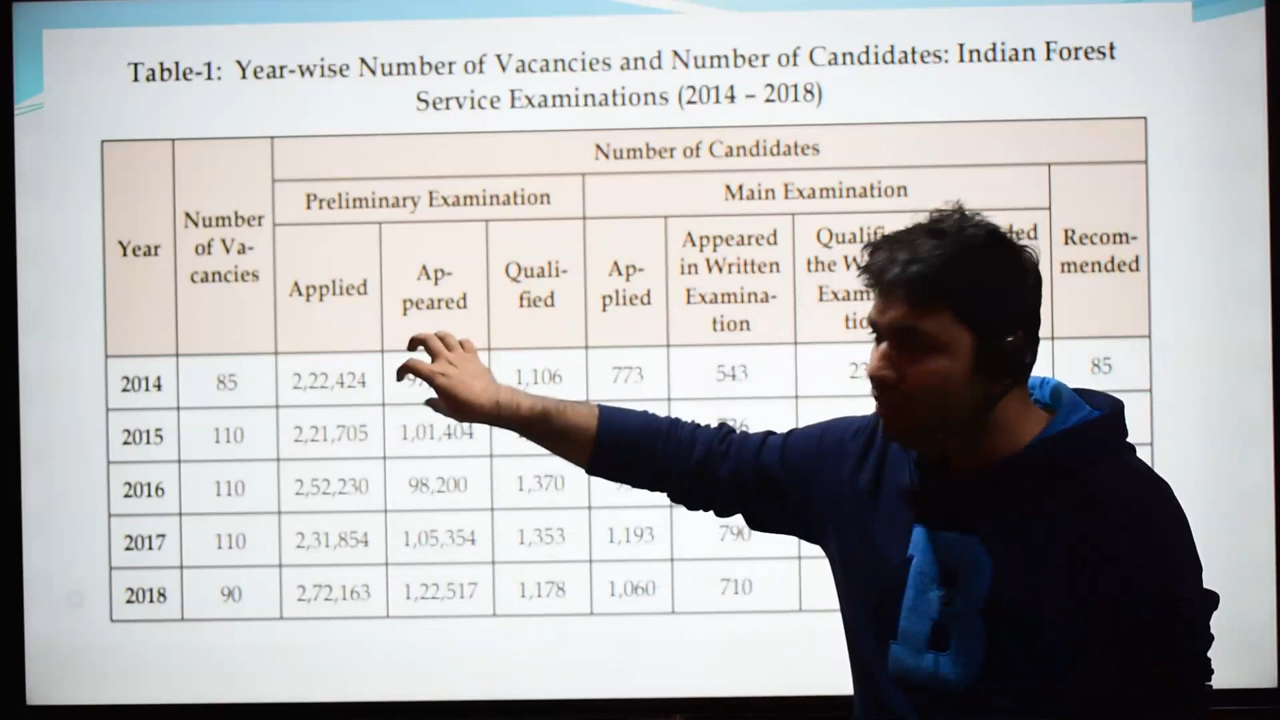 Table-1: Year-wise Number of Vacancies and Number of Candidates: Indian Forest
Service Examinations (2014 – 2018)
Number of Candidates
Preliminary Examination Main Examination
Year
Number
of Va-
cancies
Applied
Ap-
peared
Quali-
fied
Ap-
plied
Appeared
in Written
Examina-
tion
Recom-
mended
2014 85 2,22,424 1,106 773 543 85
2015 110 2,21,705 1,01,404
2016 110 2,52,230 98,200 1,370
2017 110 2,31,854 1,05,354 1,353 1,193 790
2018 90 2,72,163 1,22,517 1,178 1,060 710
B